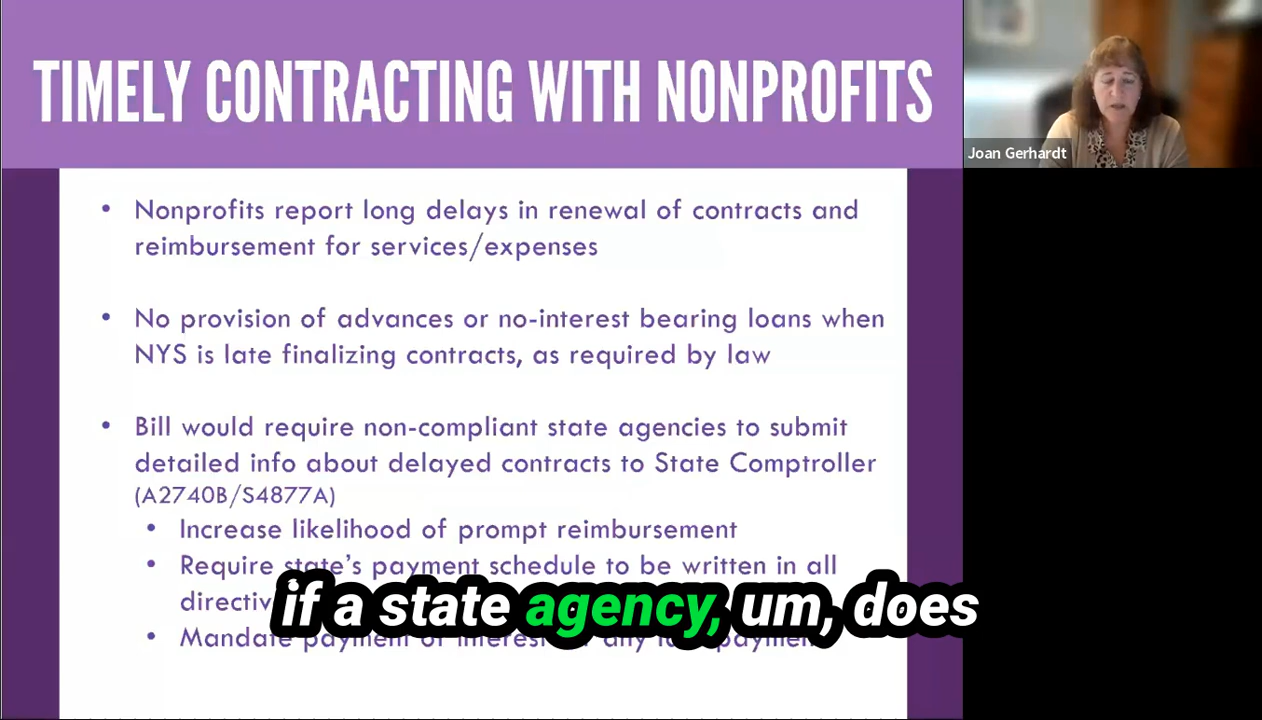 TIMELY CONTRACTING WITH NONPROFITS
Joan Gerhardt
• Nonprofits report long delays in renewal of contracts and
reimbursement for services/expenses
• No provision of advances or no-interest bearing loans when
NYS is late finalizing contracts, as required by law
• Bill would require non-compliant state agencies to submit
detailed info about delayed contracts to State Comptroller
(A2740B/S4877A)
• Increase likelihood of prompt reimbursement
• Require state's payment schedule to be written in all
if a state agency, um, does
• Mandate payment of interest